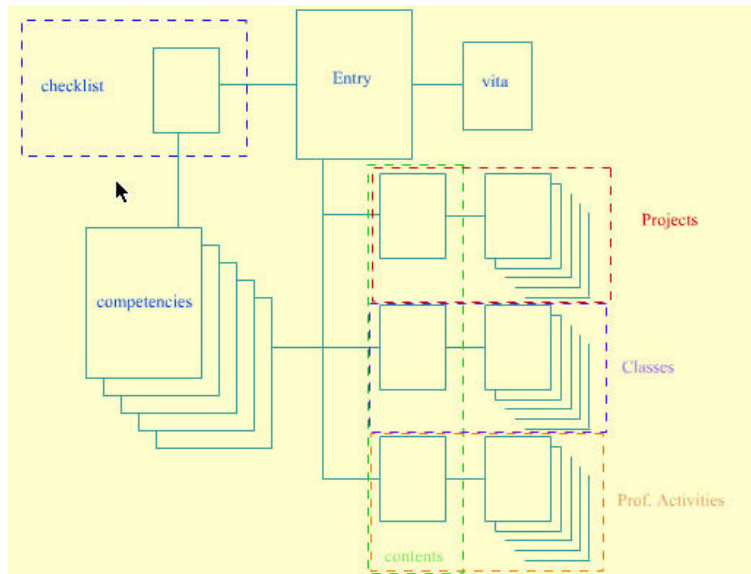 checklist
Entry
vita
Projects
competencies
Classes
Prof. Activities
contents